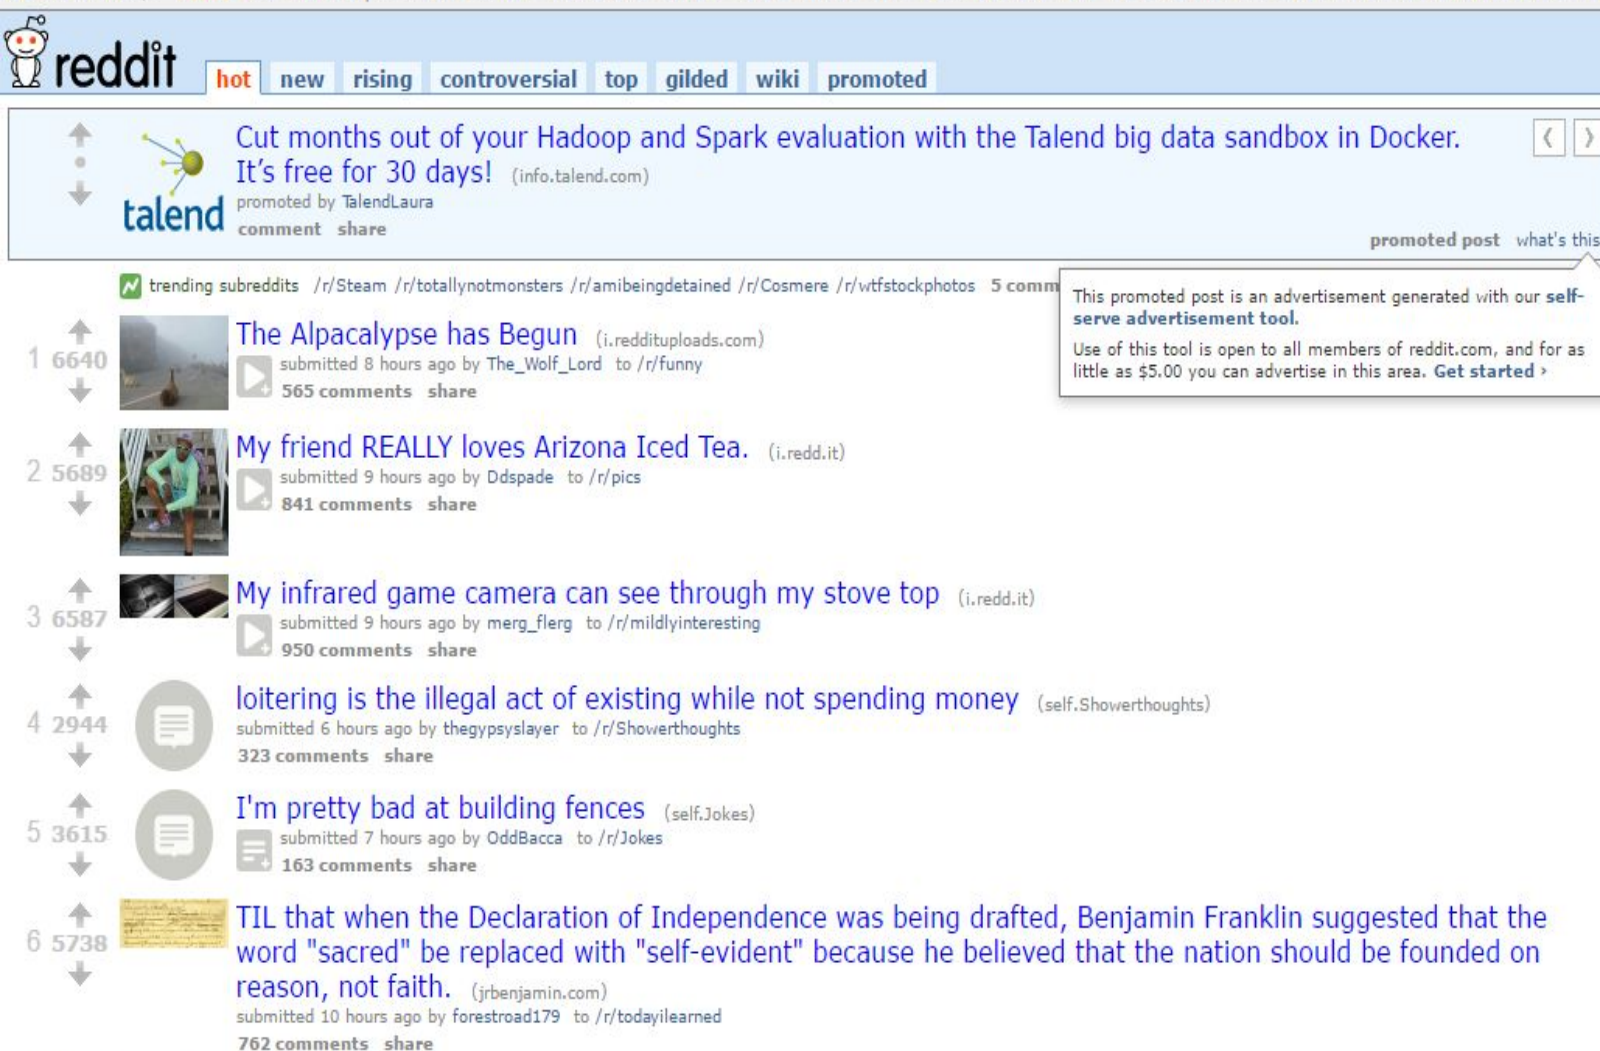 reddit hot new rising controversial top gilded wiki promoted
Cut months out of your Hadoop and Spark evaluation with the Talend big data sandbox in Docker.
It's free for 30 days! (info.talend.com)
promoted by TalendLaura
talend
comment share
promoted post what's this
trending subreddits /r/Steam /r/totallynotmonsters /r/amibeingdetained /r/Cosmere /r/wtfstockphotos 5 comm
This promoted post is an advertisement generated with our self-
serve advertisement tool.
Use of this tool is open to all members of reddit.com, and for as
little as $5.00 you can advertise in this area. Get started ›
1 6640
The Alpacalypse has Begun (i.reddituploads.com)
submitted 8 hours ago by The_Wolf_Lord to /r/funny
565 comments share
2 5689
My friend REALLY loves Arizona Iced Tea. (i.redd.it)
submitted 9 hours ago by Ddspade to /r/pics
841 comments share
3 6587
My infrared game camera can see through my stove top (i.redd.it)
submitted 9 hours ago by merg_flerg to /r/mildlyinteresting
950 comments share
4 2944
loitering is the illegal act of existing while not spending money (self.Showerthoughts)
submitted 6 hours ago by thegypsyslayer to /r/Showerthoughts
323 comments share
5 3615
I'm pretty bad at building fences (self.Jokes)
submitted 7 hours ago by OddBacca to /r/Jokes
163 comments share
6 5738
TIL that when the Declaration of Independence was being drafted, Benjamin Franklin suggested that the
word "sacred" be replaced with "self-evident" because he believed that the nation should be founded on
reason, not faith. (jrbenjamin.com)
submitted 10 hours ago by forestroad179 to /r/todayilearned
762 comments share